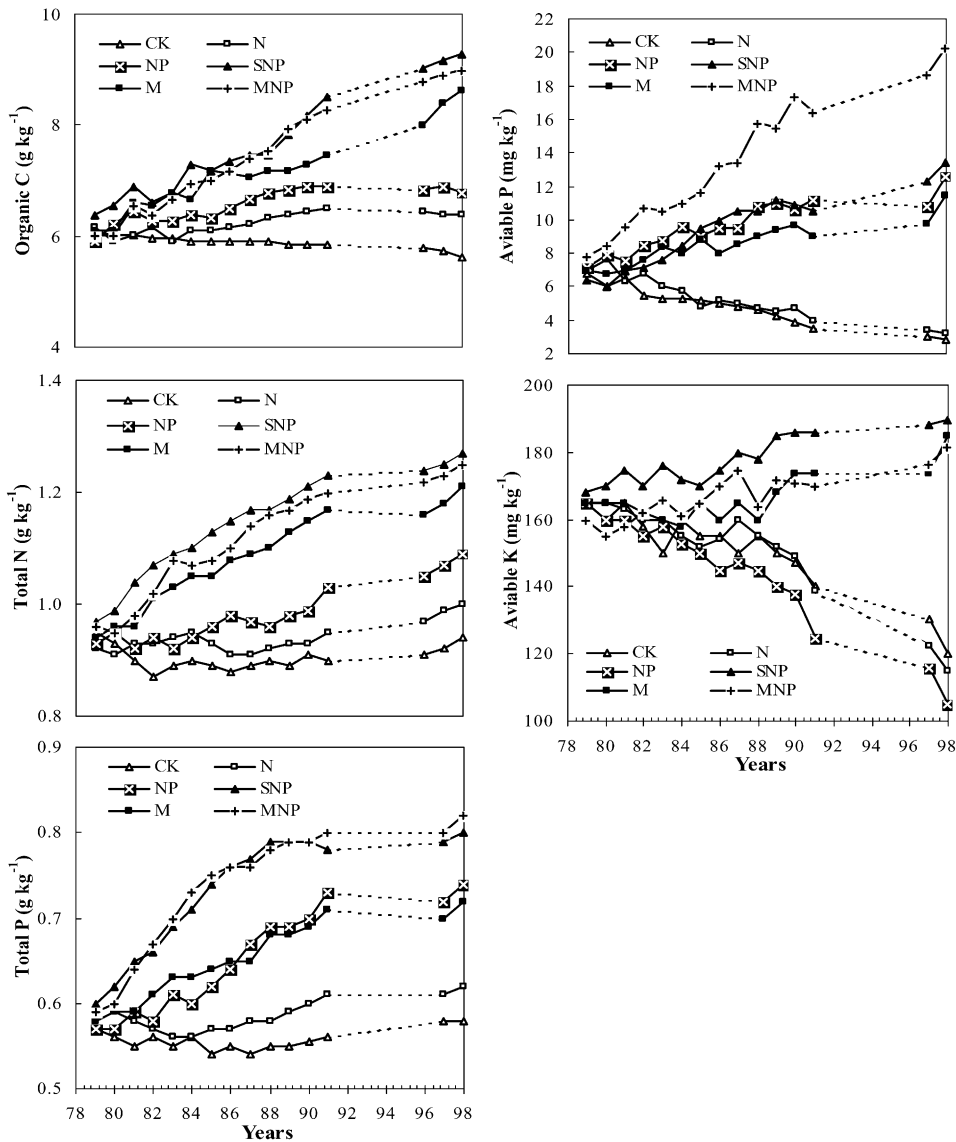 Organic C (g kg-1)
10
8
6
4
CK
N
NP
SNP
M
MNP
Aviable P (mg kg-1)
22
20
18
16
14
12
10
8
6
4
2
CK
N
NP
SNP
M
MNP
Total N (g kg-1)
1.4
1.2
1.0
0.8
CK
N
NP
SNP
M
MNP
Aviable K (mg kg-1)
200
180
160
140
120
100
CK
N
NP
SNP
M
MNP
78 80 82 84 86 88 90 92 94 96 98
Years
Total P (g kg-1)
0.9
0.8
0.7
0.6
0.5
CK
N
NP
SNP
M
MNP
78 80 82 84 86 88 90 92 94 96 98
Years